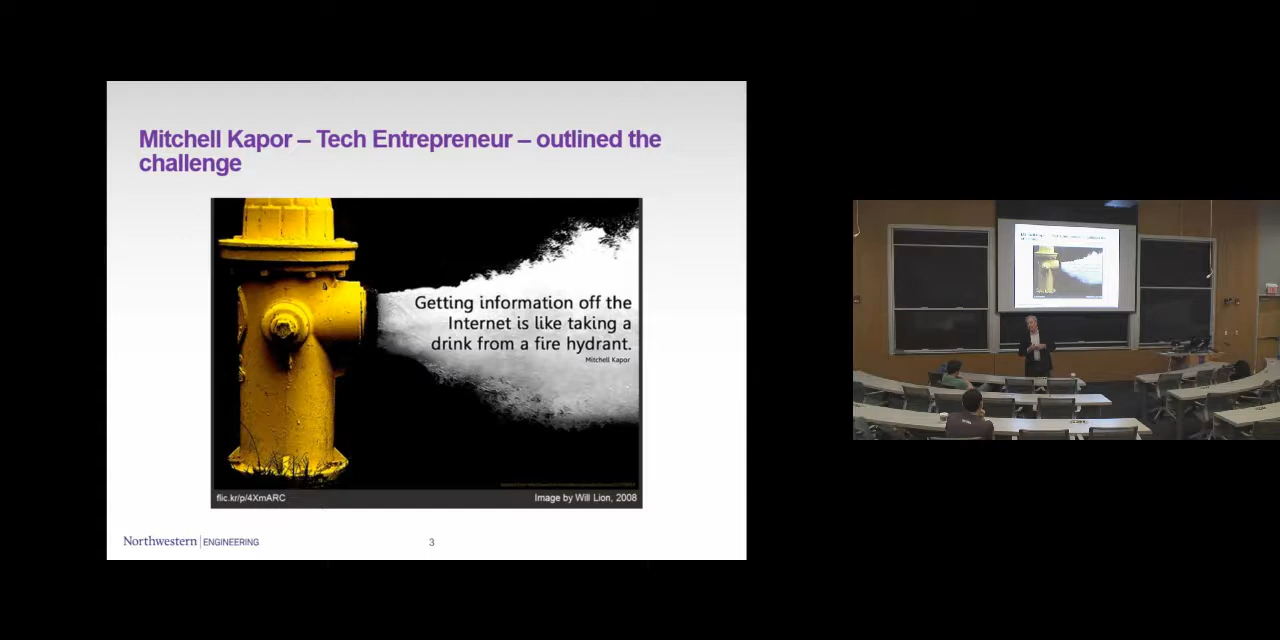 Mitchell Kapor – Tech Entrepreneur – outlined the
challenge
Getting information off the
Internet is like taking a
drink from a fire hydrant.
Mitchell Kapor
flic.kr/p/4XmARC
Image by Will Lion, 2008
Northwestern | ENGINEERING
3